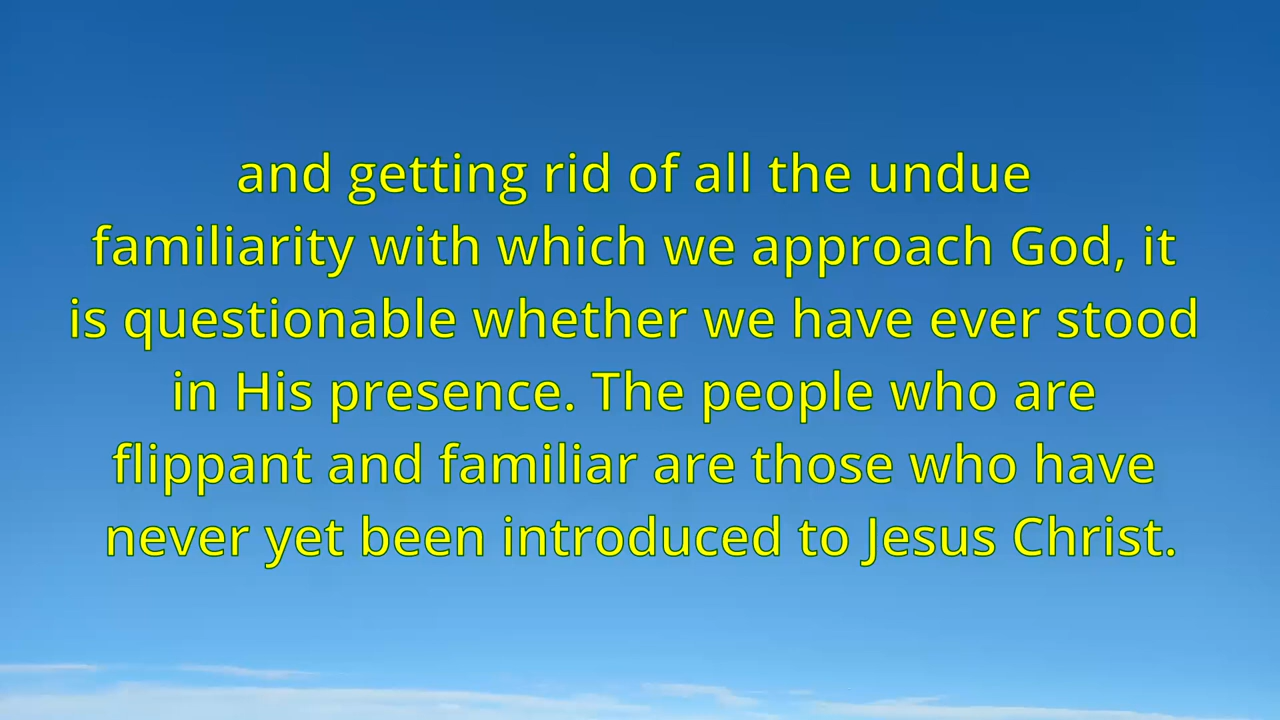 and getting rid of all the undue
familiarity with which we approach God, it
is questionable whether we have ever stood
in His presence. The people who are
flippant and familiar are those who have
never yet been introduced to Jesus Christ.